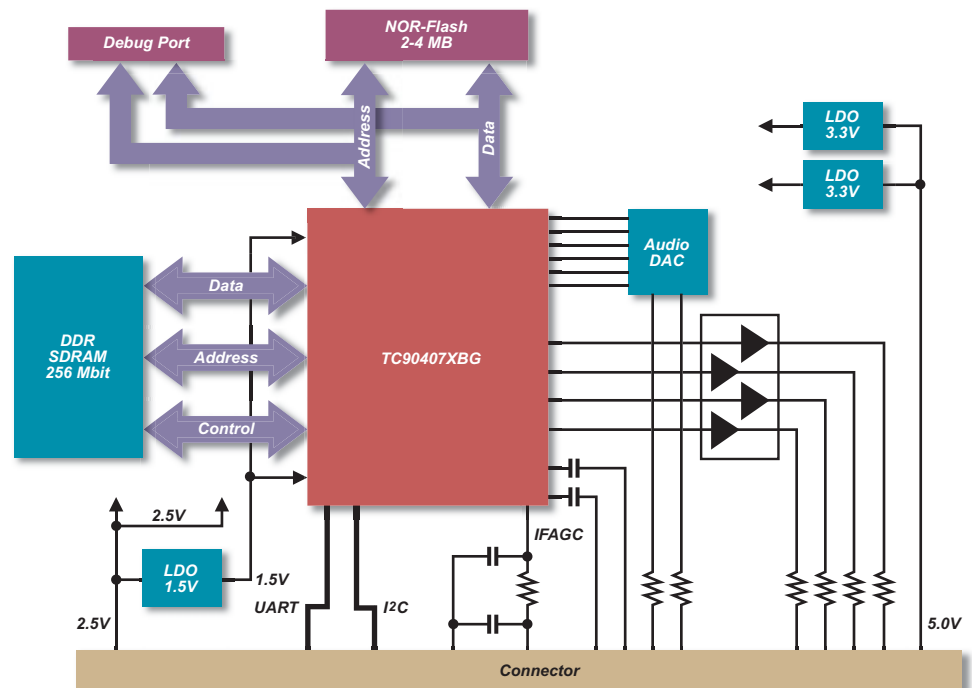 Debug Port
NOR-Flash
2-4 MB
Address
Data
LDO
3.3V
LDO
3.3V
Audio
DAC
DDR
SDRAM
256 Mbit
Data
Address
Control
TC90407XBG
2.5V
LDO
1.5V
1.5V
2.5V
UART
I²C
IFAGC
5.0V
Connector